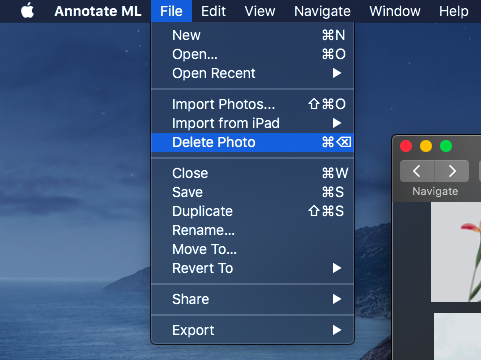 Annotate ML File Edit View Navigate Window Help
New ⌘N
Open... ⌘O
Open Recent ▶
Import Photos... ⇧⌘O
Import from iPad ▶
Delete Photo ⌘⌫
Close ⌘W
Save ⌘S
Duplicate ⇧⌘S
Rename...
Move To...
Revert To ▶
Share ▶
Export ▶
Navigate